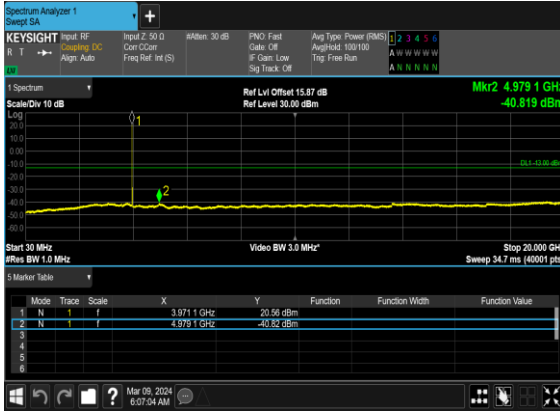 Spectrum Analyzer 1
Swept SA
+
KEYSIGHT Input: RF Input Z: 50 Ω #Atten: 30 dB PNO: Fast Avg Type: Power (RMS) 1 2 3 4 5 6
R T Coupling: DC Corr CCorr Gate: Off Avg|Hold: 100/100 A W W W W W
Align: Auto Freq Ref: Int (S) IF Gain: Low Trig: Free Run
Sig Track: Off A N N N N N
1 Spectrum Ref Lvl Offset 15.87 dB Mkr2 4.979 1 GHz
Scale/Div 10 dB Ref Level 30.00 dBm -40.819 dBm
Log
20.0
10.0
0.00
-10.0
-20.0
-30.0
-40.0
-50.0
-60.0
1
DL1 -13.00 dBm
2
Start 30 MHz Video BW 3.0 MHz* Stop 20.000 GH
#Res BW 1.0 MHz Sweep 34.7 ms (40001 pts
5 Marker Table
Mode Trace Scale X Y Function Function Width Function Value
1 N 1 f 3.971 1 GHz 20.56 dBm
2 N 1 f 4.979 1 GHz -40.82 dBm
3
4
5
6
?
Mar 09, 2024
6:07:04 AM